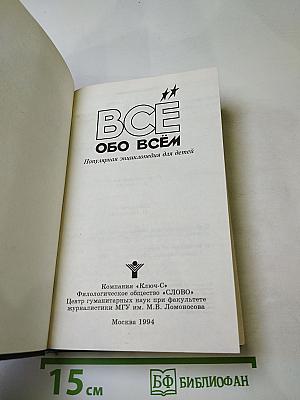 ВСЁ
ОБО ВСЁМ
Популярная энциклопедия для детей
Компания «Ключ-С»
Филологическое общество «СЛОВО»
Центр гуманитарных наук при факультете
журналистики МГУ им. М.В. Ломоносова
Москва 1994
15 см
БФ БИБЛИОФАН